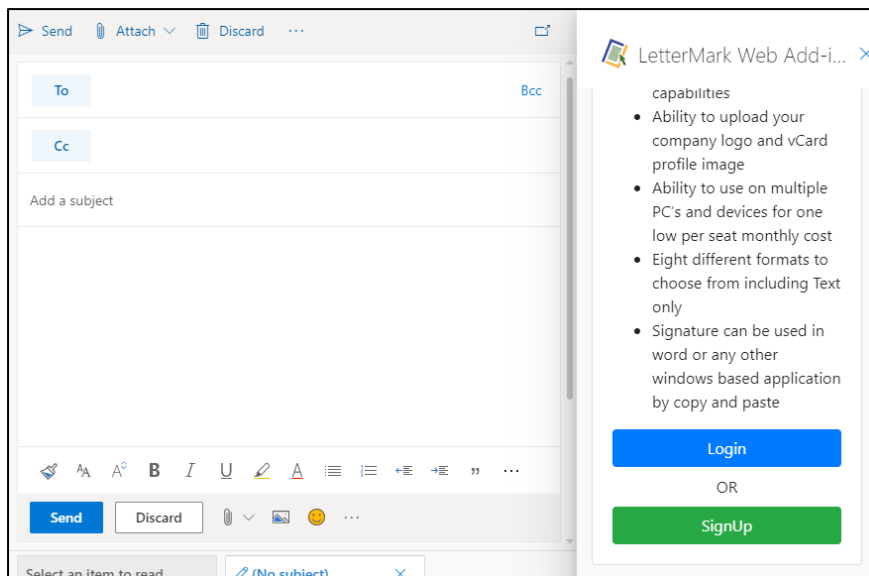 Send Attach Discard ...
To Bcc
Cc
Add a subject
B I U A
Send Discard ...
Select an item to read (No subject)
LetterMark Web Add-i...
capabilities
Ability to upload your
company logo and vCard
profile image
Ability to use on multiple
PC's and devices for one
low per seat monthly cost
Eight different formats to
choose from including Text
only
Signature can be used in
word or any other
windows based application
by copy and paste
Login
OR
SignUp